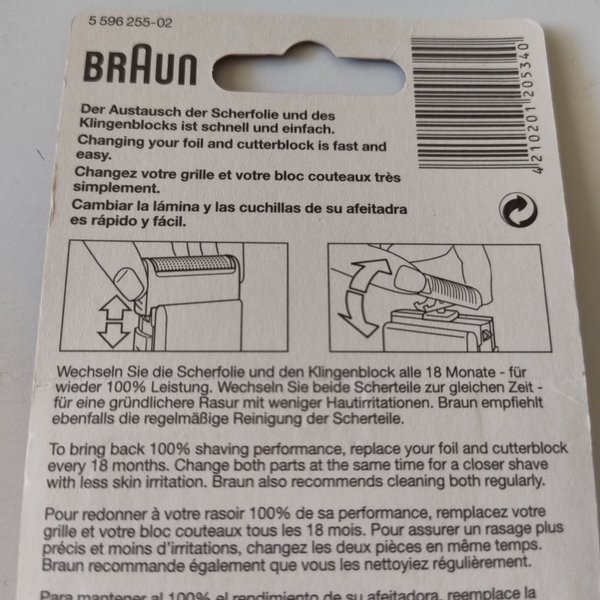 5 596 255-02
BRAUN
4 210201 205340
Der Austausch der Scherfolie und des
Klingenblocks ist schnell und einfach.
Changing your foil and cutterblock is fast and
easy.
Changez votre grille et votre bloc couteaux très
simplement.
Cambiar la lámina y las cuchillas de su afeitadra
es rápido y fácil.
Wechseln Sie die Scherfolie und den Klingenblock alle 18 Monate - für
wieder 100% Leistung. Wechseln Sie beide Scherteile zur gleichen Zeit -
für eine gründlichere Rasur mit weniger Hautirritationen. Braun empfiehlt
ebenfalls die regelmäßige Reinigung der Scherteile.
To bring back 100% shaving performance, replace your foil and cutterblock
every 18 months. Change both parts at the same time for a closer shave
with less skin irritation. Braun also recommends cleaning both regularly.
Pour redonner à votre rasoir 100% de sa performance, remplacez votre
grille et votre bloc couteaux tous les 18 mois. Pour assurer un rasage plus
précis et moins d'irritations, changez les deux pièces en même temps.
Braun recommande également que vous les nettoyiez régulièrement.
Para mantener al 100% el rendimiento de su afeitadora, reemplace la